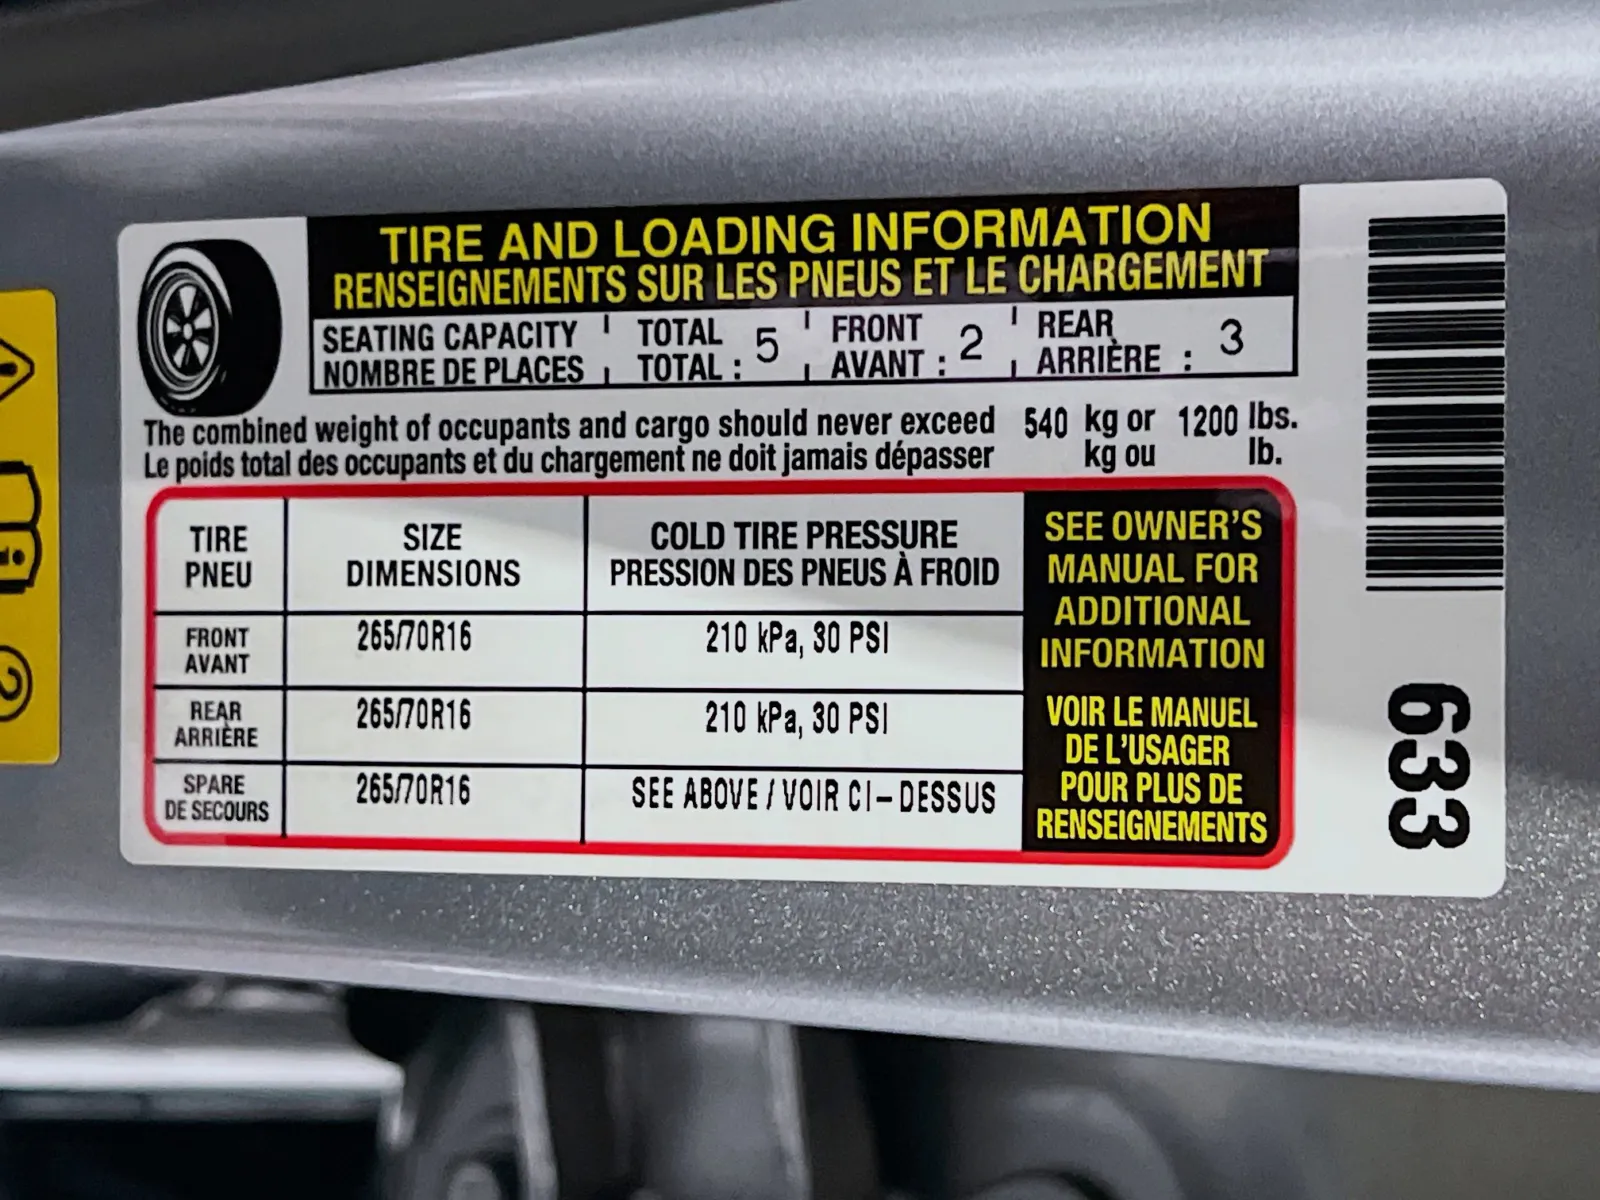 TIRE AND LOADING INFORMATION
RENSEIGNEMENTS SUR LES PNEUS ET LE CHARGEMENT
SEATING CAPACITY TOTAL 5 FRONT 2 REAR 3
NOMBRE DE PLACES TOTAL : AVANT : ARRIÈRE :
The combined weight of occupants and cargo should never exceed 540 kg or 1200 lbs.
Le poids total des occupants et du chargement ne doit jamais dépasser kg ou lb.
TIRE SIZE COLD TIRE PRESSURE
PNEU DIMENSIONS PRESSION DES PNEUS À FROID
FRONT 265/70R16 210 kPa, 30 PSI
AVANT
REAR 265/70R16 210 kPa, 30 PSI
ARRIÈRE
SPARE 265/70R16 SEE ABOVE / VOIR CI–DESSUS
DE SECOURS
SEE OWNER'S
MANUAL FOR
ADDITIONAL
INFORMATION
VOIR LE MANUEL
DE L'USAGER
POUR PLUS DE
RENSEIGNEMENTS
633
2